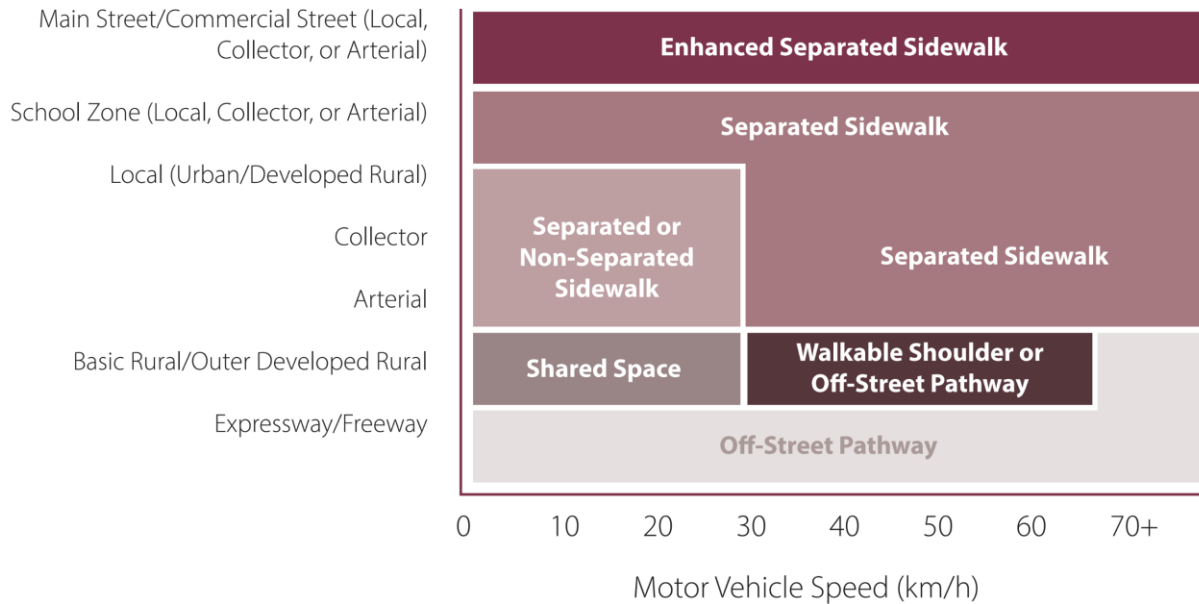 Main Street/Commercial Street (Local,
Collector, or Arterial)
Enhanced Separated Sidewalk
School Zone (Local, Collector, or Arterial)
Separated Sidewalk
Local (Urban/Developed Rural)
Collector
Arterial
Separated or
Non-Separated
Sidewalk
Separated Sidewalk
Basic Rural/Outer Developed Rural
Shared Space
Walkable Shoulder or
Off-Street Pathway
Expressway/Freeway
Off-Street Pathway
0 10 20 30 40 50 60 70+
Motor Vehicle Speed (km/h)